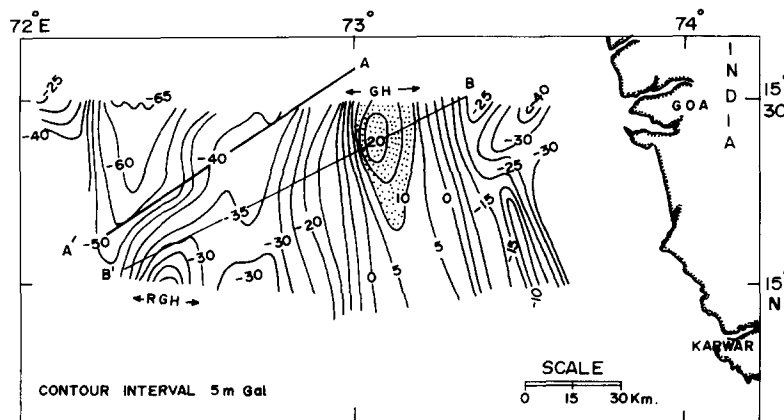 72°E 73° 74°
A
-25 -65 ← GH → B I
-40 -25 -40 N 15°
GOA 30
-60 -40 20 -30 D
-25 -30 I
A
-35 10 0 -15
A' -50 -30 -20
B' -30 -30 0 5 5 -15
-10 15°
← RGH → N
KARWAR
SCALE
CONTOUR INTERVAL 5 m Gal 0 15 30 Km.